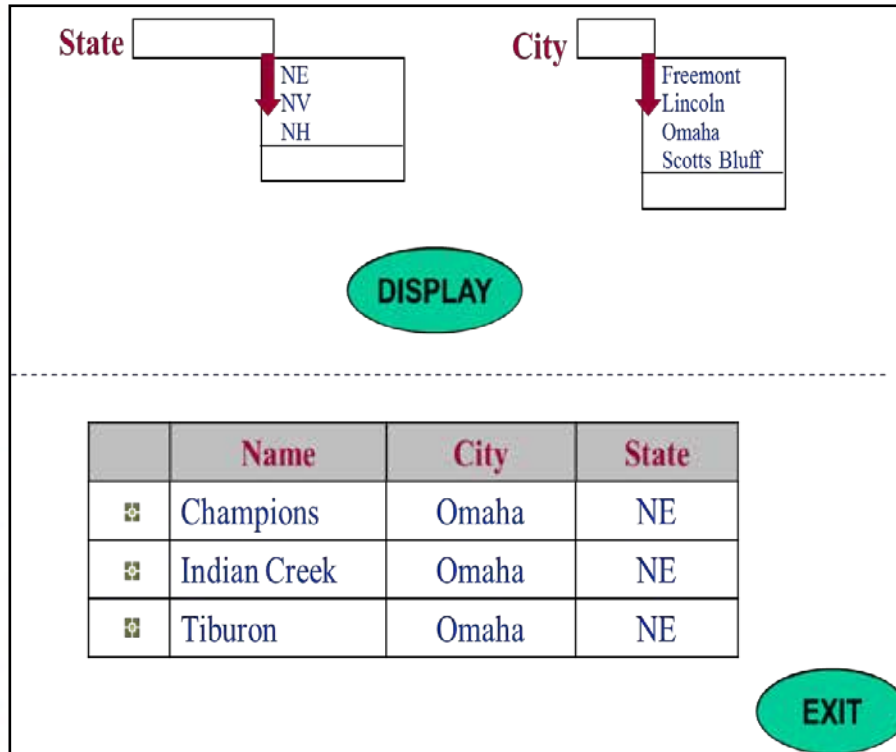 State
NE
NV
NH
City
Freemont
Lincoln
Omaha
Scotts Bluff
DISPLAY
Name City State
Champions Omaha NE
Indian Creek Omaha NE
Tiburon Omaha NE
EXIT